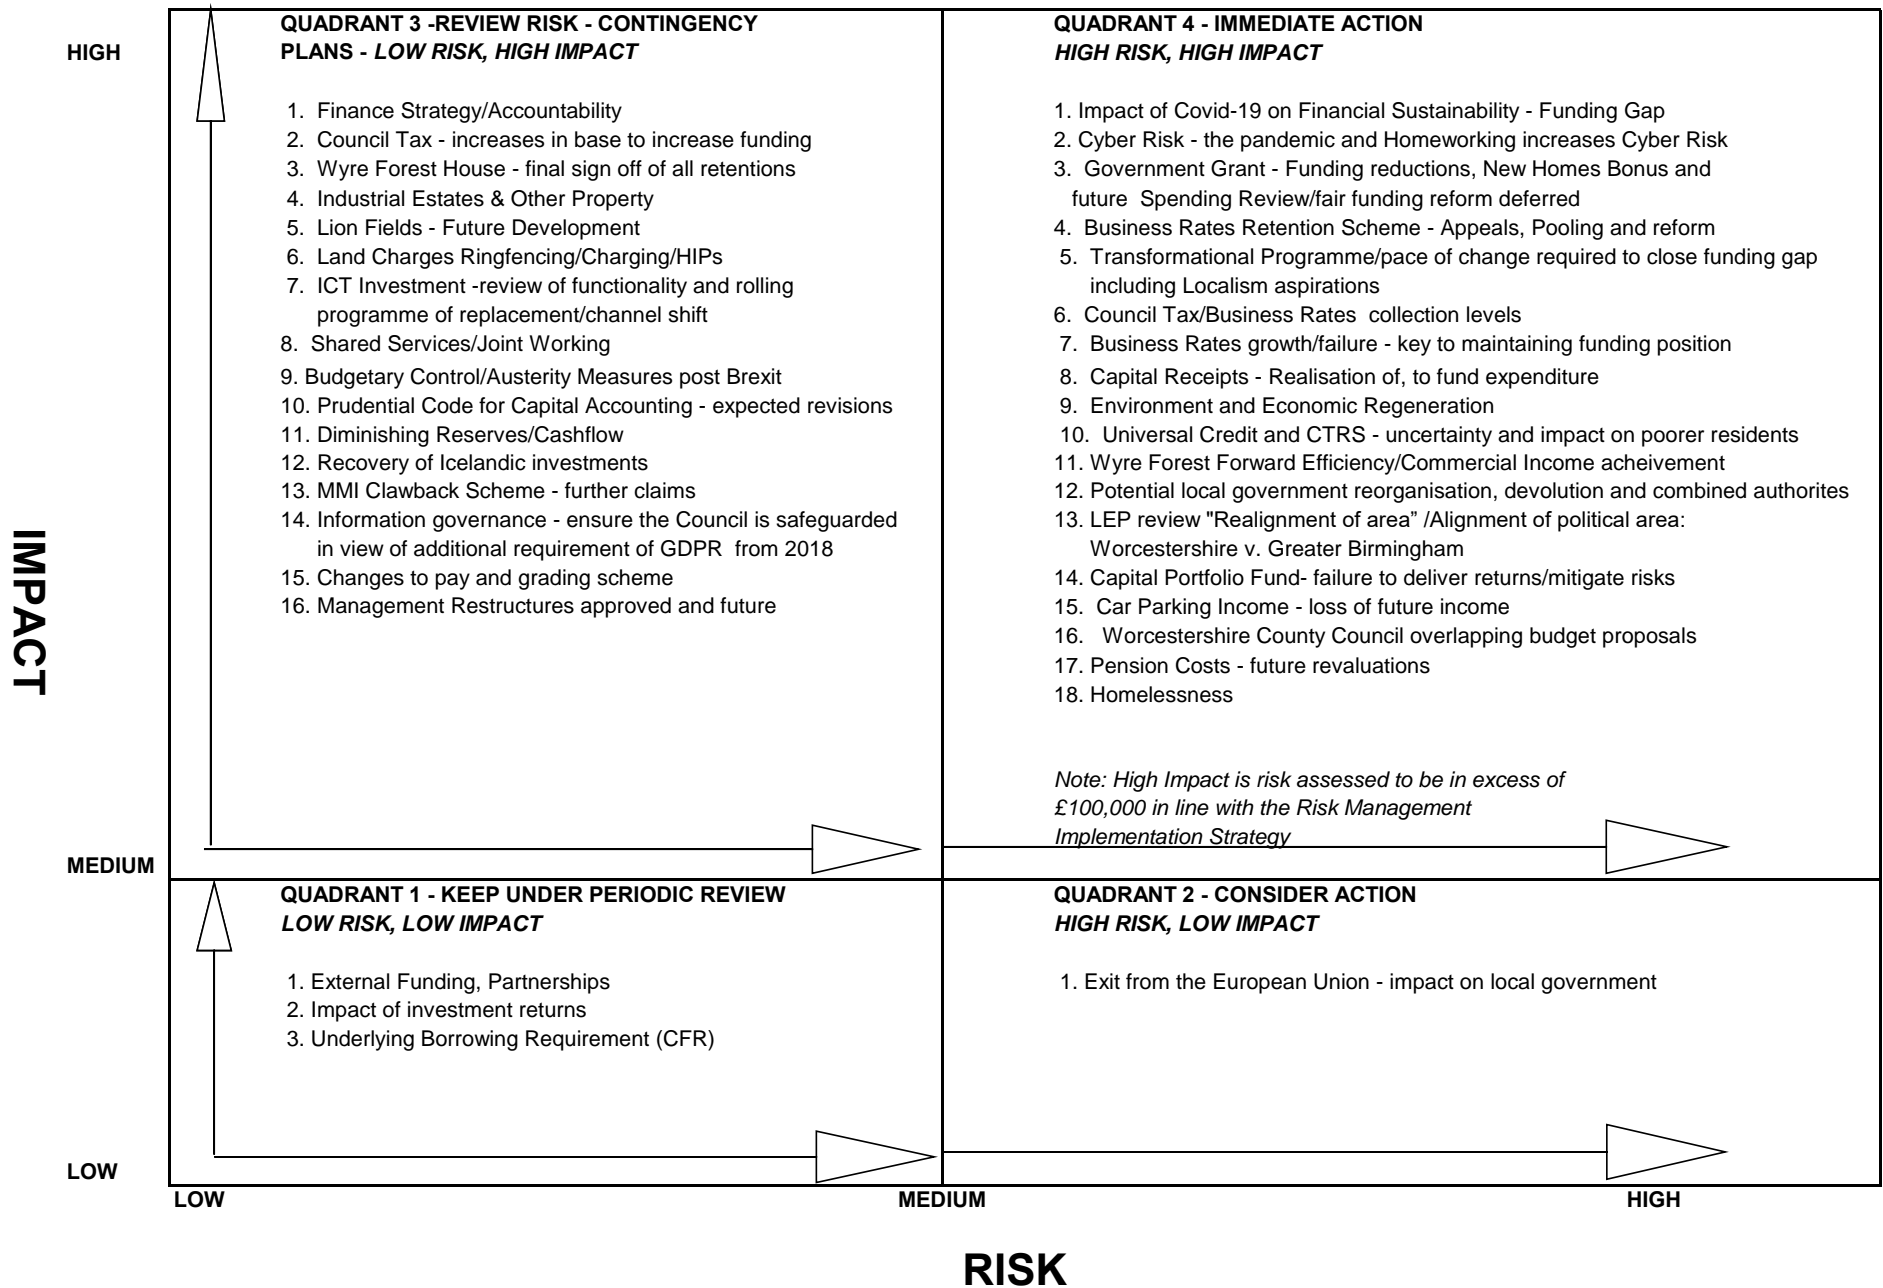 HIGH
QUADRANT 3 -REVIEW RISK - CONTINGENCY
PLANS - LOW RISK, HIGH IMPACT
1. Finance Strategy/Accountability
2. Council Tax - increases in base to increase funding
3. Wyre Forest House - final sign off of all retentions
4. Industrial Estates & Other Property
5. Lion Fields - Future Development
6. Land Charges Ringfencing/Charging/HIPs
7. ICT Investment -review of functionality and rolling
programme of replacement/channel shift
8. Shared Services/Joint Working
9. Budgetary Control/Austerity Measures post Brexit
10. Prudential Code for Capital Accounting - expected revisions
11. Diminishing Reserves/Cashflow
12. Recovery of Icelandic investments
13. MMI Clawback Scheme - further claims
14. Information governance - ensure the Council is safeguarded
in view of additional requirement of GDPR from 2018
15. Changes to pay and grading scheme
16. Management Restructures approved and future
QUADRANT 4 - IMMEDIATE ACTION
HIGH RISK, HIGH IMPACT
1. Impact of Covid-19 on Financial Sustainability - Funding Gap
2. Cyber Risk - the pandemic and Homeworking increases Cyber Risk
3. Government Grant - Funding reductions, New Homes Bonus and
future Spending Review/fair funding reform deferred
4. Business Rates Retention Scheme - Appeals, Pooling and reform
5. Transformational Programme/pace of change required to close funding gap
including Localism aspirations
6. Council Tax/Business Rates collection levels
7. Business Rates growth/failure - key to maintaining funding position
8. Capital Receipts - Realisation of, to fund expenditure
9. Environment and Economic Regeneration
10. Universal Credit and CTRS - uncertainty and impact on poorer residents
11. Wyre Forest Forward Efficiency/Commercial Income acheivement
12. Potential local government reorganisation, devolution and combined authorites
13. LEP review "Realignment of area” /Alignment of political area:
Worcestershire v. Greater Birmingham
14. Capital Portfolio Fund- failure to deliver returns/mitigate risks
15. Car Parking Income - loss of future income
16. Worcestershire County Council overlapping budget proposals
17. Pension Costs - future revaluations
18. Homelessness
Note: High Impact is risk assessed to be in excess of
£100,000 in line with the Risk Management
Implementation Strategy
IMPACT
MEDIUM
QUADRANT 1 - KEEP UNDER PERIODIC REVIEW
LOW RISK, LOW IMPACT
1. External Funding, Partnerships
2. Impact of investment returns
3. Underlying Borrowing Requirement (CFR)
QUADRANT 2 - CONSIDER ACTION
HIGH RISK, LOW IMPACT
1. Exit from the European Union - impact on local government
LOW
LOW
MEDIUM
HIGH
RISK